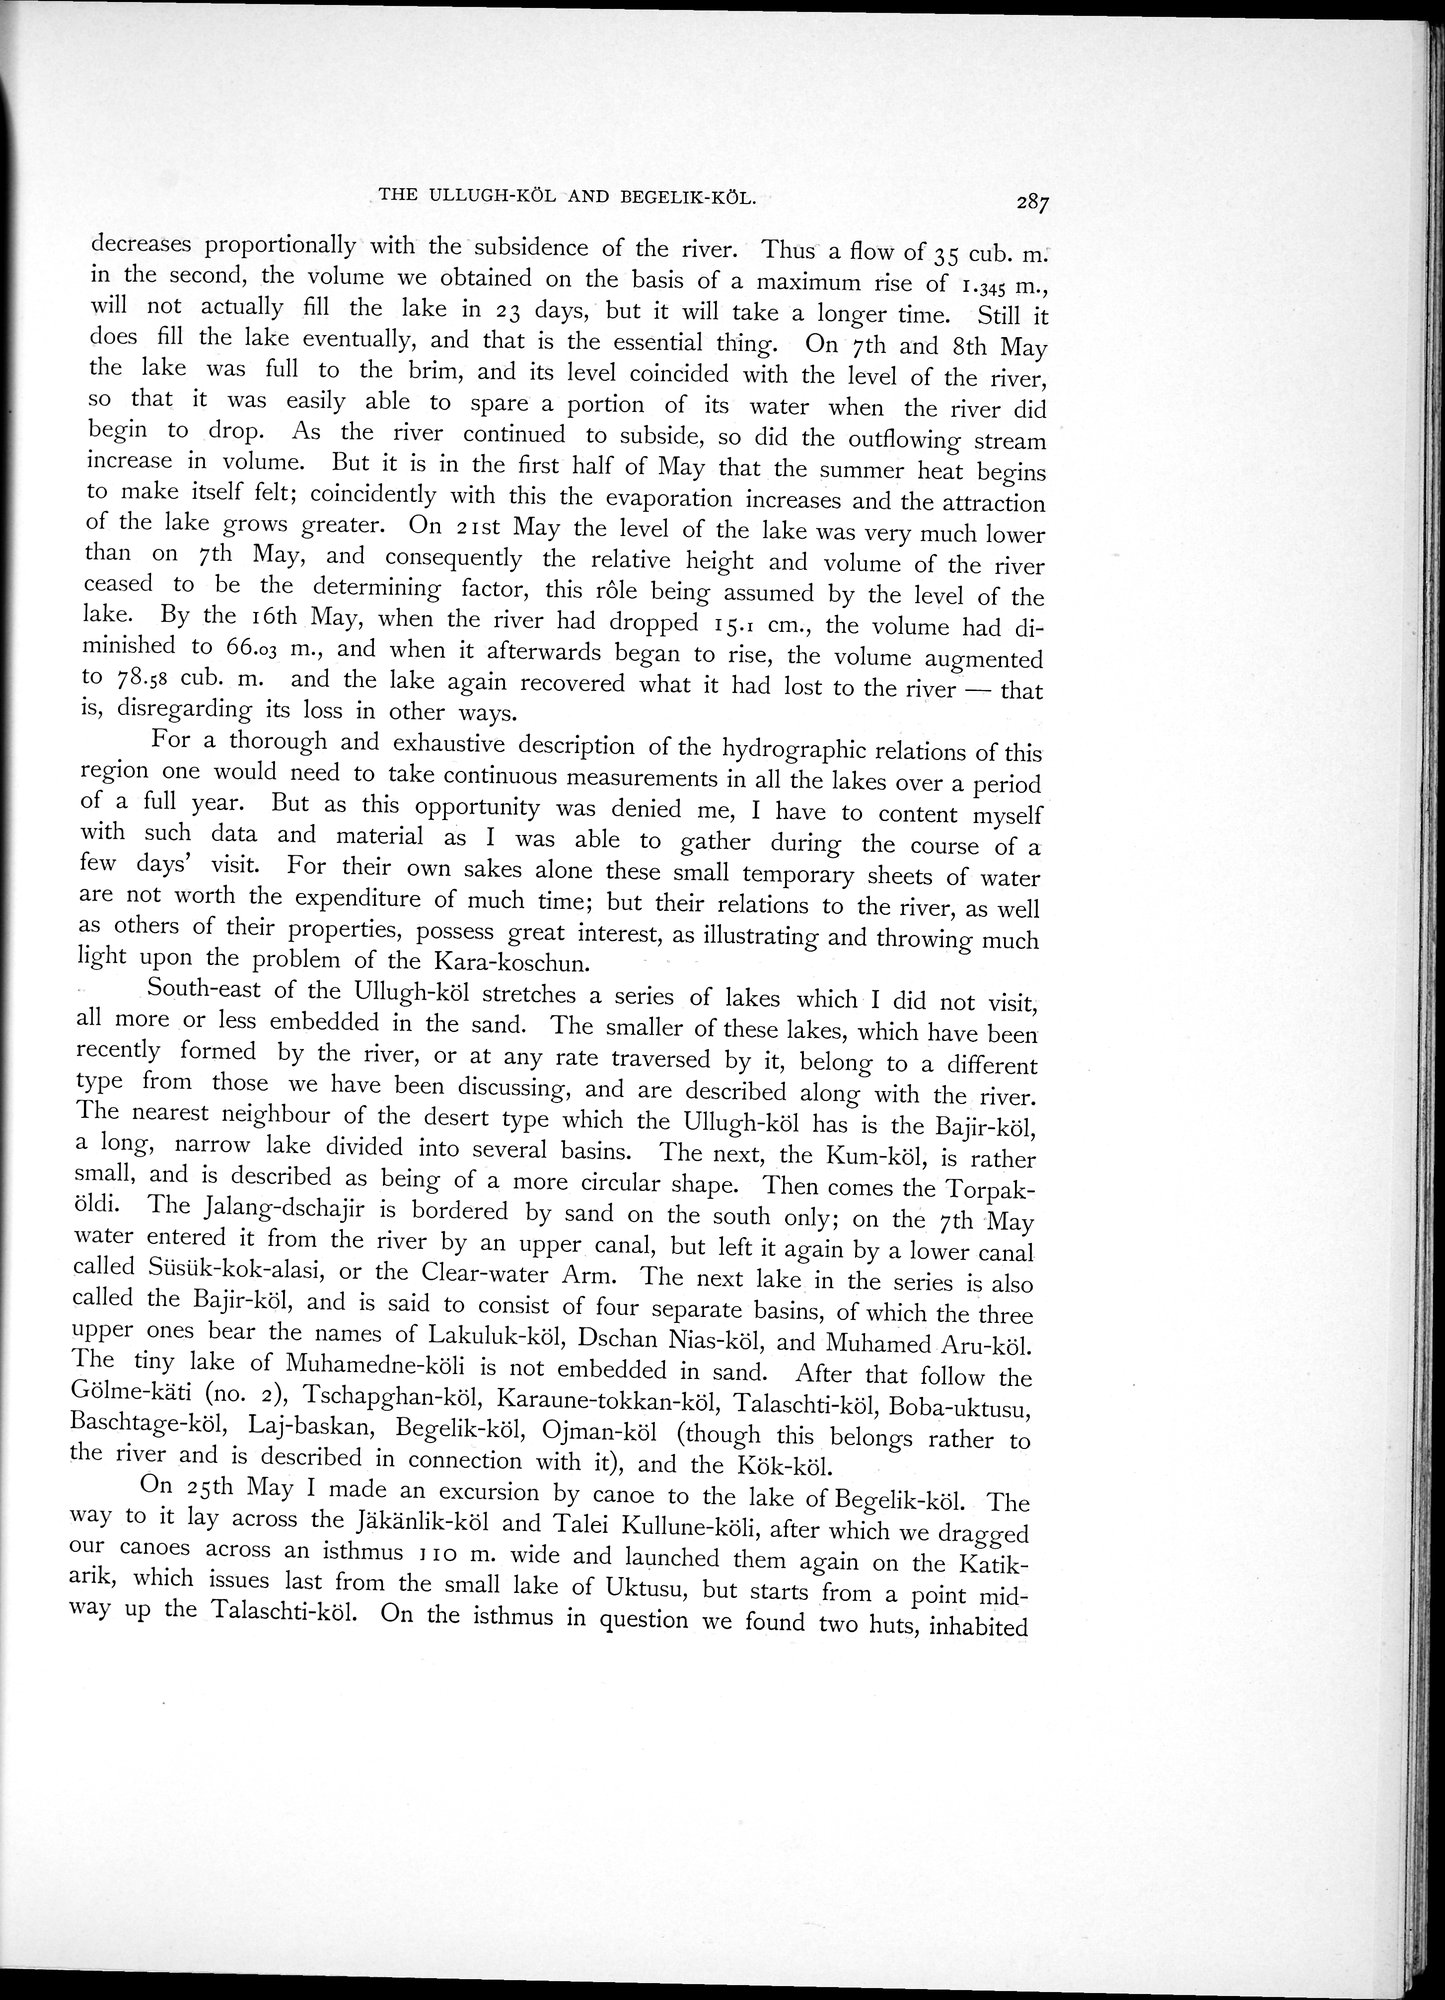 THE ULLUGH-KÖL AND BEGELIK-KÖL.
287
decreases proportionally with the subsidence of the river. Thus a flow of 35 cub. m.
in the second, the volume we obtained on the basis of a maximum rise of 1.345 m.,
will not actually fill the lake in 23 days, but it will take a longer time. Still it
does fill the lake eventually, and that is the essential thing. On 7th and 8th May
the lake was full to the brim, and its level coincided with the level of the river,
so that it was easily able to spare a portion of its water when the river did
begin to drop. As the river continued to subside, so did the outflowing stream
increase in volume. But it is in the first half of May that the summer heat begins
to make itself felt; coincidently with this the evaporation increases and the attraction
of the lake grows greater. On 21st May the level of the lake was very much lower
than on 7th May, and consequently the relative height and volume of the river
ceased to be the determining factor, this rôle being assumed by the level of the
lake. By the 16th May, when the river had dropped 15.1 cm., the volume had di-
minished to 66.03 m., and when it afterwards began to rise, the volume augmented
to 78.58 cub. m. and the lake again recovered what it had lost to the river — that
is, disregarding its loss in other ways.
For a thorough and exhaustive description of the hydrographic relations of this
region one would need to take continuous measurements in all the lakes over a period
of a full year. But as this opportunity was denied me, I have to content myself
with such data and material as I was able to gather during the course of a
few days' visit. For their own sakes alone these small temporary sheets of water
are not worth the expenditure of much time; but their relations to the river, as well
as others of their properties, possess great interest, as illustrating and throwing much
light upon the problem of the Kara-koschun.
South-east of the Ullugh-köl stretches a series of lakes which I did not visit,
all more or less embedded in the sand. The smaller of these lakes, which have been
recently formed by the river, or at any rate traversed by it, belong to a different
type from those we have been discussing, and are described along with the river.
The nearest neighbour of the desert type which the Ullugh-köl has is the Bajir-köl,
a long, narrow lake divided into several basins. The next, the Kum-köl, is rather
small, and is described as being of a more circular shape. Then comes the Torpak-
öldi. The Jalang-dschajir is bordered by sand on the south only; on the 7th May
water entered it from the river by an upper canal, but left it again by a lower canal
called Süsük-kok-alasi, or the Clear-water Arm. The next lake in the series is also
called the Bajir-köl, and is said to consist of four separate basins, of which the three
upper ones bear the names of Lakuluk-köl, Dschan Nias-köl, and Muhamed Aru-köl.
The tiny lake of Muhamedne-köli is not embedded in sand. After that follow the
Gölme-käti (no. 2), Tschapghan-köl, Karaune-tokkan-köl, Talaschti-köl, Boba-uktusu,
Baschtage-köl, Laj-baskan, Begelik-köl, Ojman-köl (though this belongs rather to
the river and is described in connection with it), and the Kök-köl.
On 25th May I made an excursion by canoe to the lake of Begelik-köl. The
way to it lay across the Jäkänlik-köl and Talei Kullune-köli, after which we dragged
our canoes across an isthmus 110 m. wide and launched them again on the Katik-
arik, which issues last from the small lake of Uktusu, but starts from a point mid-
way up the Talaschti-köl. On the isthmus in question we found two huts, inhabited